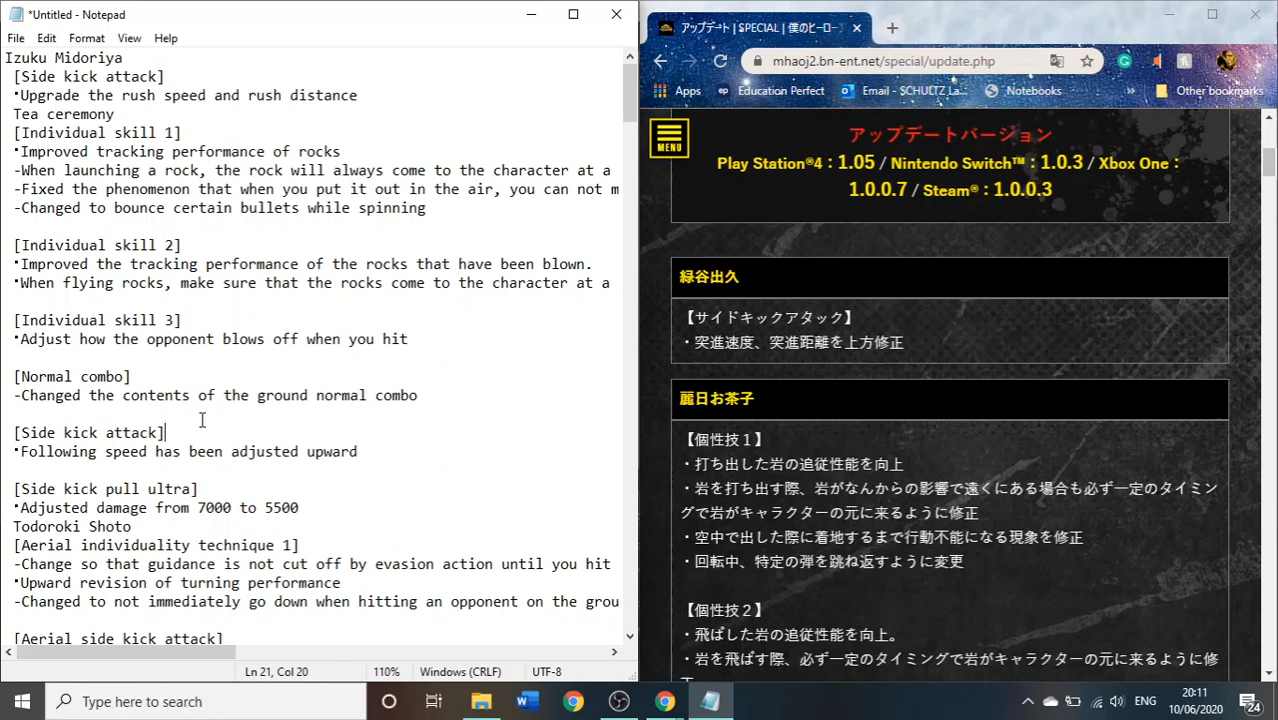 *Untitled - Notepad
File Edit Format View Help
Izuku Midoriya
[Side kick attack]
･Upgrade the rush speed and rush distance
Tea ceremony
[Individual skill 1]
･Improved tracking performance of rocks
-When launching a rock, the rock will always come to the character at a
-Fixed the phenomenon that when you put it out in the air, you can not m
-Changed to bounce certain bullets while spinning
[Individual skill 2]
･Improved the tracking performance of the rocks that have been blown.
･When flying rocks, make sure that the rocks come to the character at a
[Individual skill 3]
･Adjust how the opponent blows off when you hit
[Normal combo]
-Changed the contents of the ground normal combo
[Side kick attack]
･Following speed has been adjusted upward
[Side kick pull ultra]
･Adjusted damage from 7000 to 5500
Todoroki Shoto
[Aerial individuality technique 1]
-Change so that guidance is not cut off by evasion action until you hit
･Upward revision of turning performance
-Changed to not immediately go down when hitting an opponent on the grou
[Aerial side kick attack]
Ln 21, Col 20 110% Windows (CRLF) UTF-8
アップデート | SPECIAL | 僕のヒーロー
mhaoj2.bn-ent.net/special/update.php
Apps Education Perfect Email - SCHULTZ La... Notebooks » Other bookmarks
MENU
アップデートバージョン
Play Station®4 : 1.05 / Nintendo Switch™ : 1.0.3 / Xbox One :
1.0.0.7 / Steam® : 1.0.0.3
緑谷出久
【サイドキックアタック】
・突進速度、突進距離を上方修正
麗日お茶子
【個性技１】
・打ち出した岩の追従性能を向上
・岩を打ち出す際、岩がなんからの影響で遠くにある場合も必ず一定のタイミン
グで岩がキャラクターの元に来るように修正
・空中で出した際に着地するまで行動不能になる現象を修正
・回転中、特定の弾を跳ね返すように変更
【個性技２】
・飛ばした岩の追従性能を向上。
・岩を飛ばす際、必ず一定のタイミングで岩がキャラクターの元に来るように修
Type here to search
ENG
20:11
10/06/2020
24